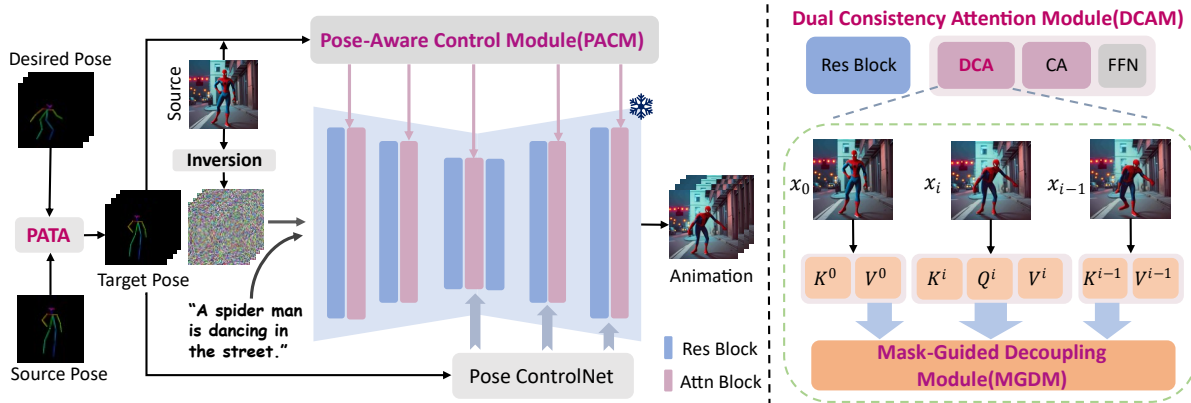 Desired Pose
PATA
Source Pose
Target Pose
Source
Inversion
"A spider man
is dancing in
the street."
Pose-Aware Control Module(PACM)
Pose ControlNet
Animation
Res Block
Attn Block
Dual Consistency Attention Module(DCAM)
Res Block
DCA
CA
FFN
x₀
xᵢ
xᵢ₋₁
K⁰ V⁰
Kⁱ Qⁱ Vⁱ
Kⁱ⁻¹ Vⁱ⁻¹
Mask-Guided Decoupling
Module(MGDM)